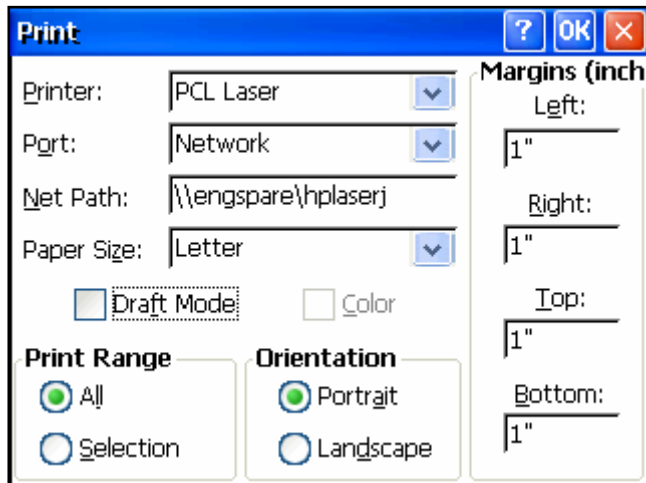 Print ? OK ×
Printer: PCL Laser
Port: Network
Net Path: \\engspare\hplaserj
Paper Size: Letter
Draft Mode Color
Print Range
All
Selection
Orientation
Portrait
Landscape
Margins (inch
Left:
1"
Right:
1"
Top:
1"
Bottom:
1"